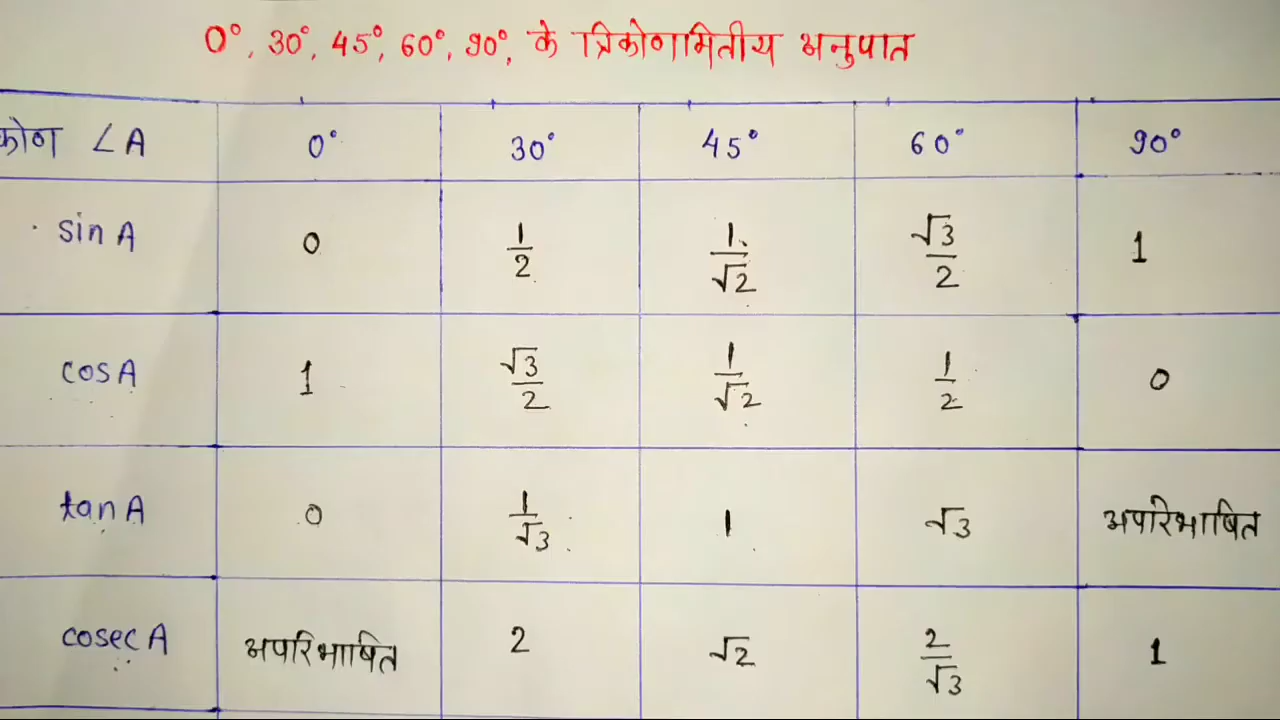 0°, 30°, 45°, 60°, 90°, के त्रिकोणमितीय अनुपात
कोण ∠A 0° 30° 45° 60° 90°
sin A 0 1/2 1/√2 √3/2 1
cos A 1 √3/2 1/√2 1/2 0
tan A 0 1/√3 1 √3 अपरिभाषित
cosec A अपरिभाषित 2 √2 2/√3 1